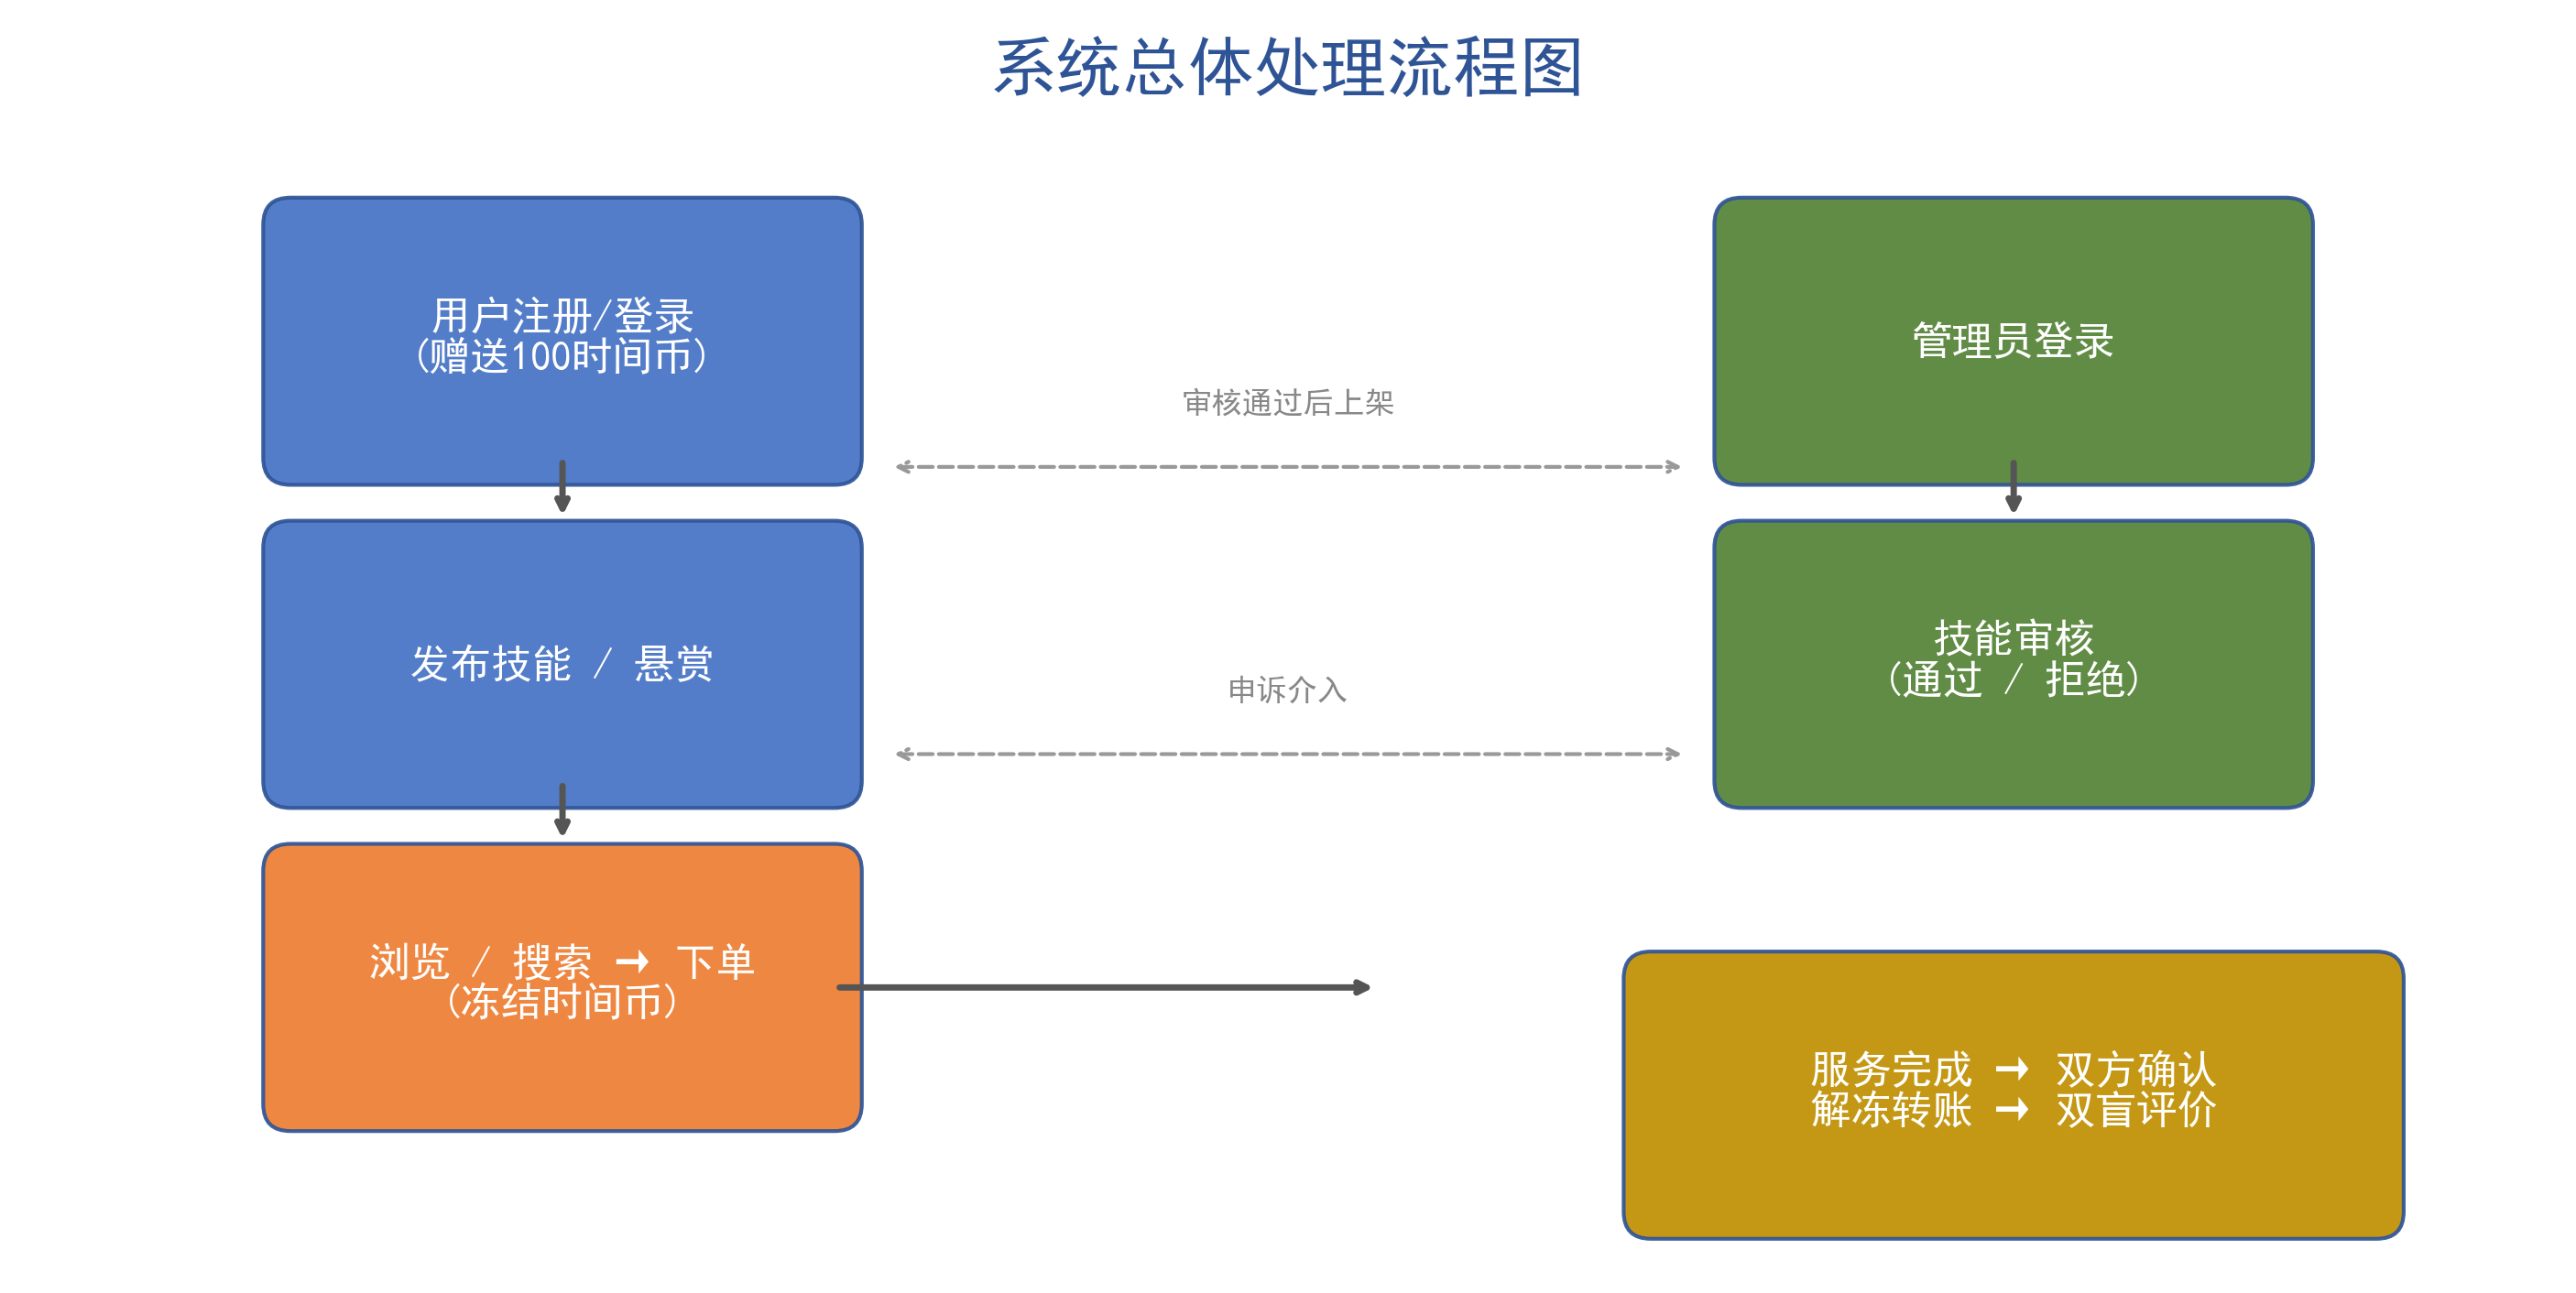 系统总体处理流程图
用户注册/登录
(赠送100时间币)
管理员登录
审核通过后上架
发布技能 / 悬赏
技能审核
(通过 / 拒绝)
申诉介入
浏览 / 搜索 → 下单
(冻结时间币)
服务完成 → 双方确认
解冻转账 → 双盲评价